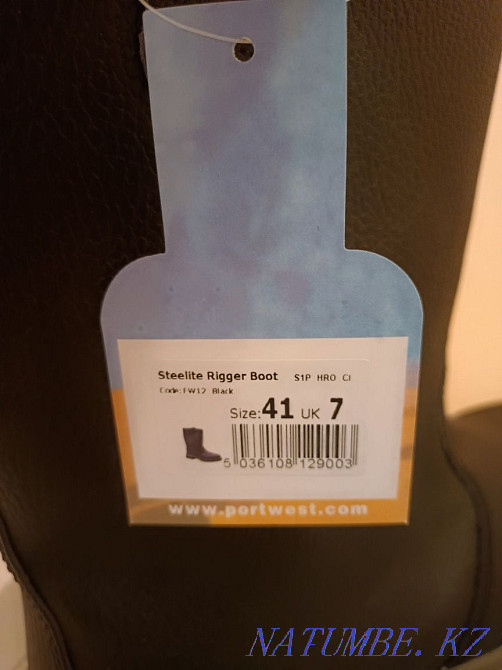 Steelite Rigger Boot S1P HRO CI
Code:FW12 Black
Size:41 UK 7
5 036108 129003
www.portwest.com
NATUMBE. KZ